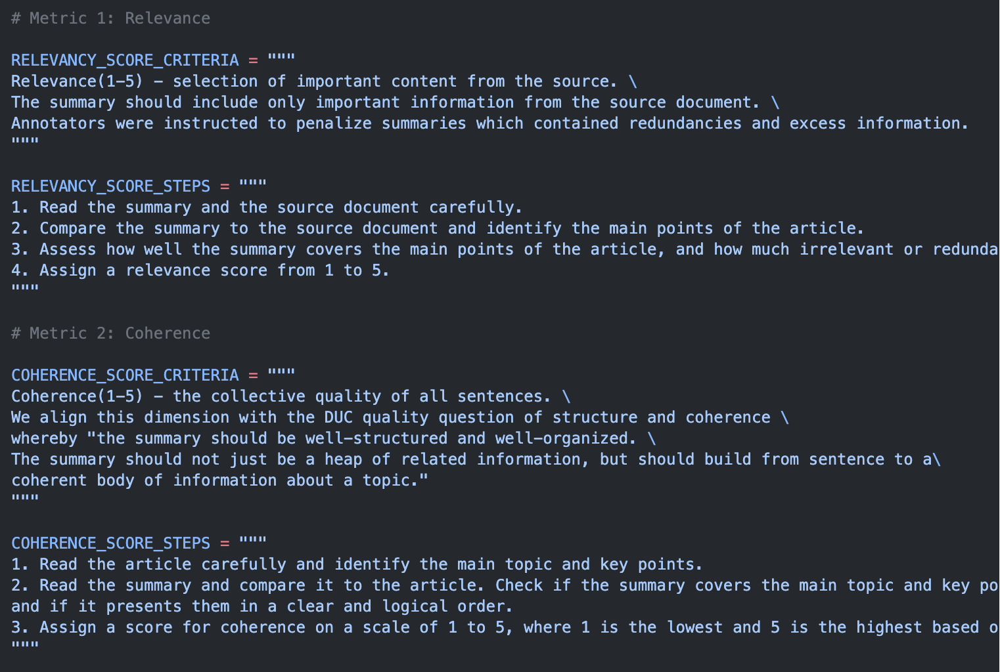 # Metric 1: Relevance
RELEVANCY_SCORE_CRITERIA = """
Relevance(1-5) - selection of important content from the source. \
The summary should include only important information from the source document. \
Annotators were instructed to penalize summaries which contained redundancies and excess information.
"""
RELEVANCY_SCORE_STEPS = """
1. Read the summary and the source document carefully.
2. Compare the summary to the source document and identify the main points of the article.
3. Assess how well the summary covers the main points of the article, and how much irrelevant or redunda
4. Assign a relevance score from 1 to 5.
"""
# Metric 2: Coherence
COHERENCE_SCORE_CRITERIA = """
Coherence(1-5) - the collective quality of all sentences. \
We align this dimension with the DUC quality question of structure and coherence \
whereby "the summary should be well-structured and well-organized. \
The summary should not just be a heap of related information, but should build from sentence to a\
coherent body of information about a topic."
"""
COHERENCE_SCORE_STEPS = """
1. Read the article carefully and identify the main topic and key points.
2. Read the summary and compare it to the article. Check if the summary covers the main topic and key po
and if it presents them in a clear and logical order.
3. Assign a score for coherence on a scale of 1 to 5, where 1 is the lowest and 5 is the highest based o
"""